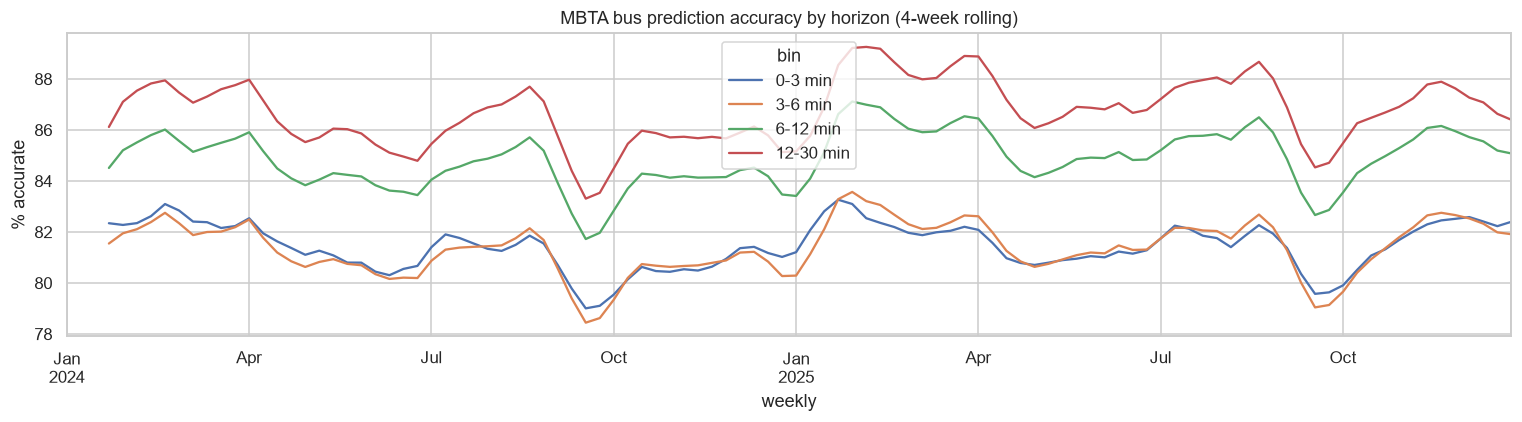 MBTA bus prediction accuracy by horizon (4-week rolling)
bin
0-3 min
3-6 min
6-12 min
12-30 min
% accurate
88
86
84
82
80
78
Jan
2024
Apr
Jul
Oct
Jan
2025
Apr
Jul
Oct
weekly